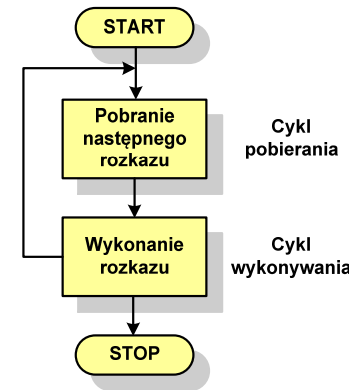 START
Pobranie
następnego
rozkazu
Cykl
pobierania
Wykonanie
rozkazu
Cykl
wykonywania
STOP